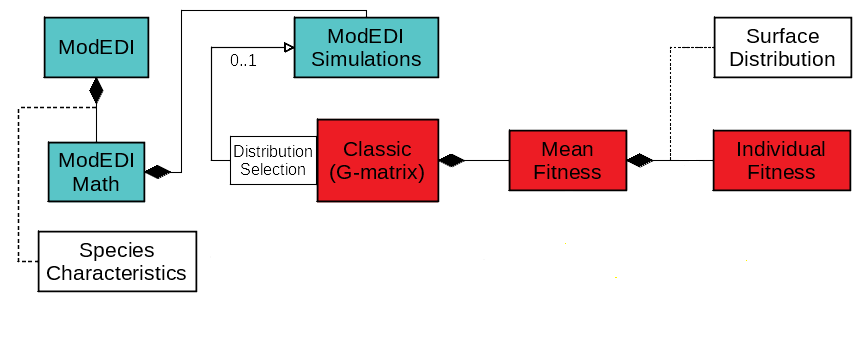 ModEDI
ModEDI
Simulations
Surface
Distribution
0..1
ModEDI
Math
Distribution
Selection
Classic
(G-matrix)
Mean
Fitness
Individual
Fitness
Species
Characteristics